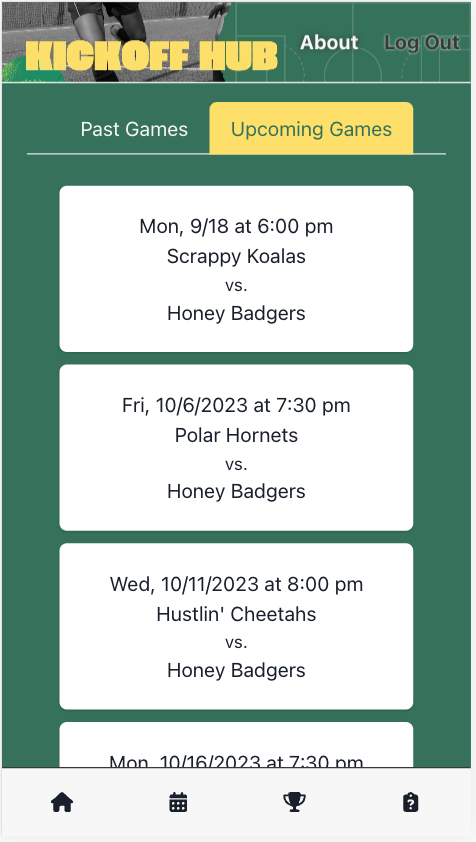 KICKOFF HUB
About
Log Out
Past Games
Upcoming Games
Mon, 9/18 at 6:00 pm
Scrappy Koalas
vs.
Honey Badgers
Fri, 10/6/2023 at 7:30 pm
Polar Hornets
vs.
Honey Badgers
Wed, 10/11/2023 at 8:00 pm
Hustlin' Cheetahs
vs.
Honey Badgers
Mon, 10/16/2023 at 7:30 pm